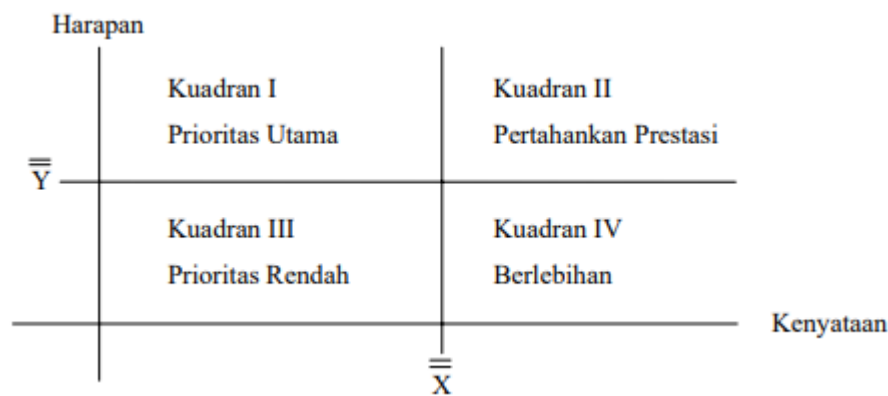 Harapan
Kuadran I
Prioritas Utama
Kuadran II
Pertahankan Prestasi
Y̿
Kuadran III
Prioritas Rendah
Kuadran IV
Berlebihan
Kenyataan
X̿